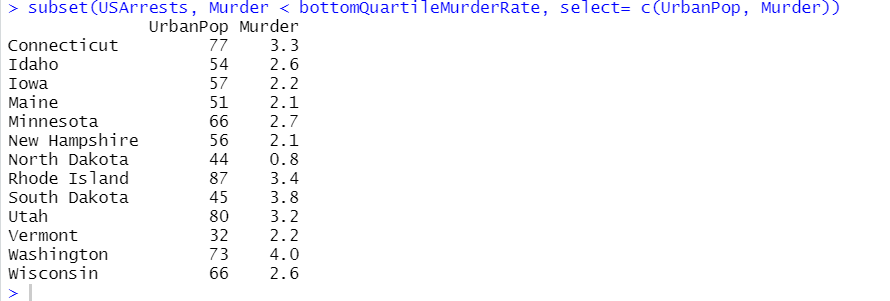 > subset(USArrests, Murder < bottomQuartileMurderRate, select= c(UrbanPop, Murder))
              UrbanPop Murder
Connecticut         77    3.3
Idaho               54    2.6
Iowa                57    2.2
Maine               51    2.1
Minnesota           66    2.7
New Hampshire       56    2.1
North Dakota        44    0.8
Rhode Island        87    3.4
South Dakota        45    3.8
Utah                80    3.2
Vermont             32    2.2
Washington          73    4.0
Wisconsin           66    2.6
>